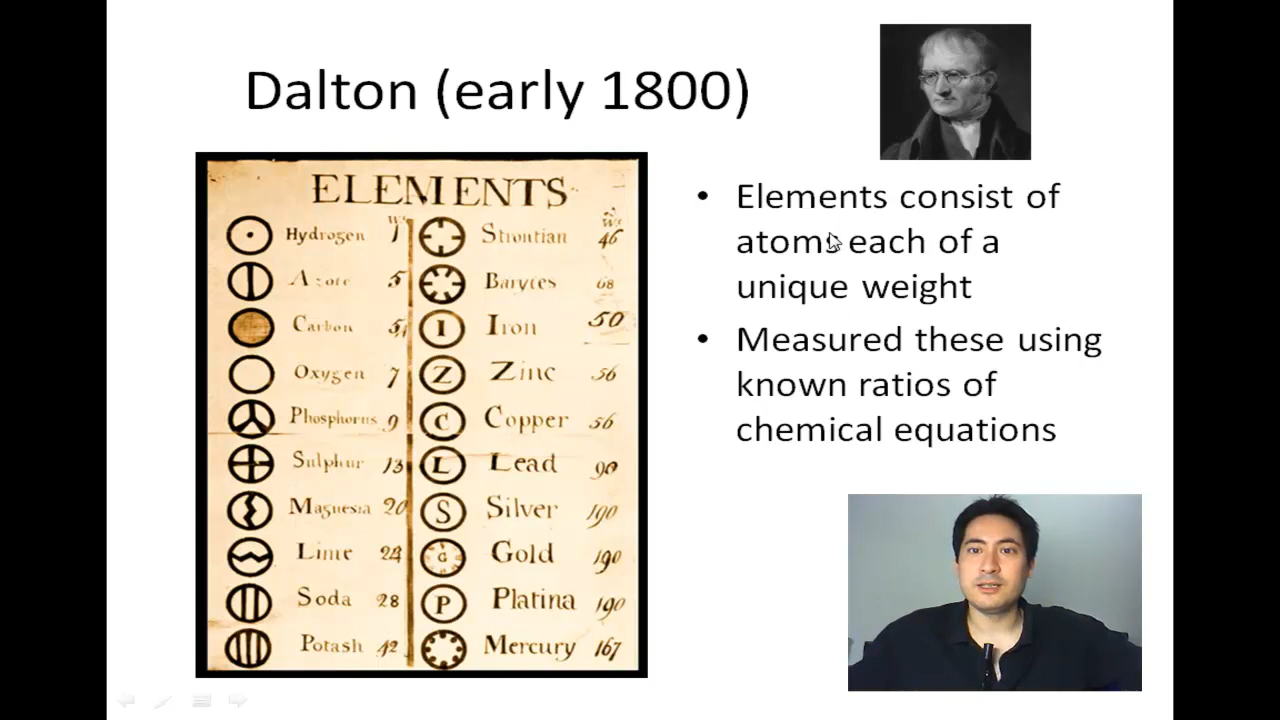 Dalton (early 1800)
ELEMENTS
Hydrogen 1
Azote 5
Carbon 5
Oxygen 7
Phosphorus 9
Sulphur 13
Magnesia 20
Lime 24
Soda 28
Potash 42
Strontian 46
Barytes 68
I Iron 50
Z Zinc 56
C Copper 56
L Lead 90
S Silver 190
G Gold 190
P Platina 190
Mercury 167
• Elements consist of
atoms each of a
unique weight
• Measured these using
known ratios of
chemical equations